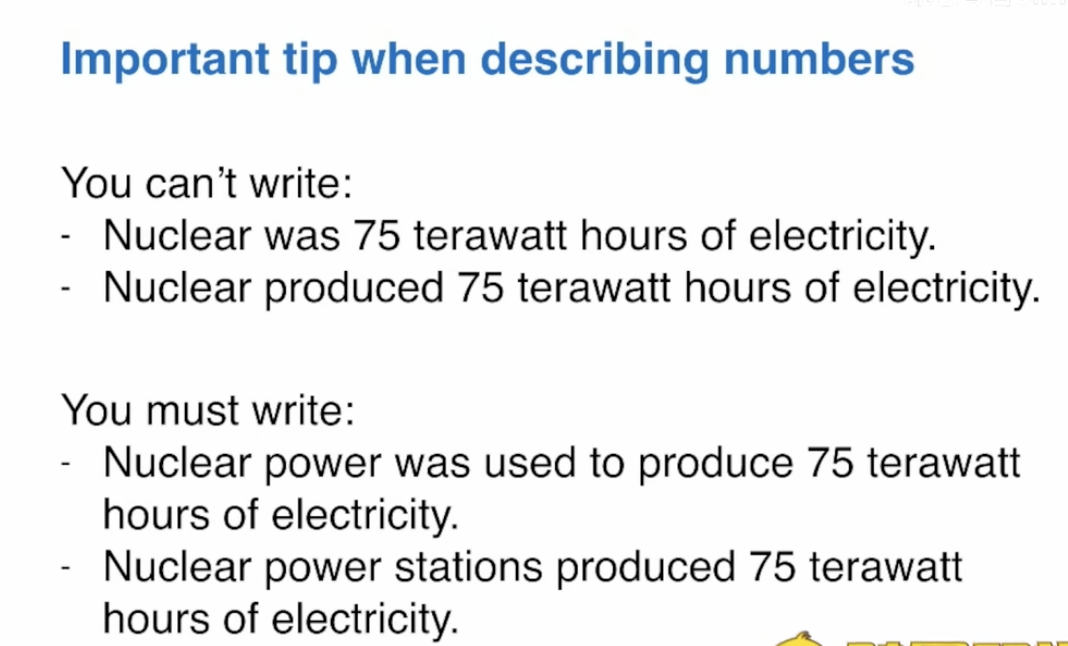 Important tip when describing numbers
You can't write:
- Nuclear was 75 terawatt hours of electricity.
- Nuclear produced 75 terawatt hours of electricity.
You must write:
- Nuclear power was used to produce 75 terawatt
hours of electricity.
- Nuclear power stations produced 75 terawatt
hours of electricity.